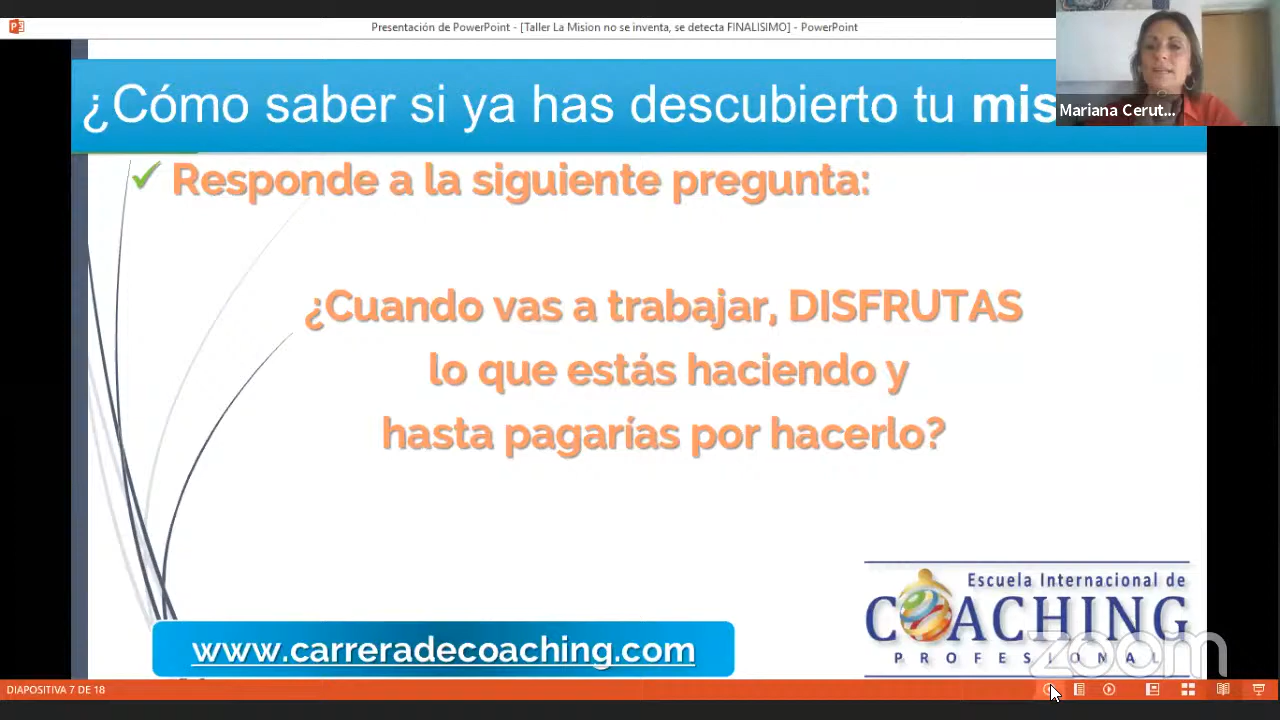 Presentación de PowerPoint - [Taller La Mision no se inventa, se detecta FINALISIMO] - PowerPoint
¿Cómo saber si ya has descubierto tu mis
Mariana Cerut...
✓ Responde a la siguiente pregunta:
¿Cuando vas a trabajar, DISFRUTAS
lo que estás haciendo y
hasta pagarías por hacerlo?
Escuela Internacional de
COACHING
PROFESIONAL
zoom
www.carreradecoaching.com
DIAPOSITIVA 7 DE 18